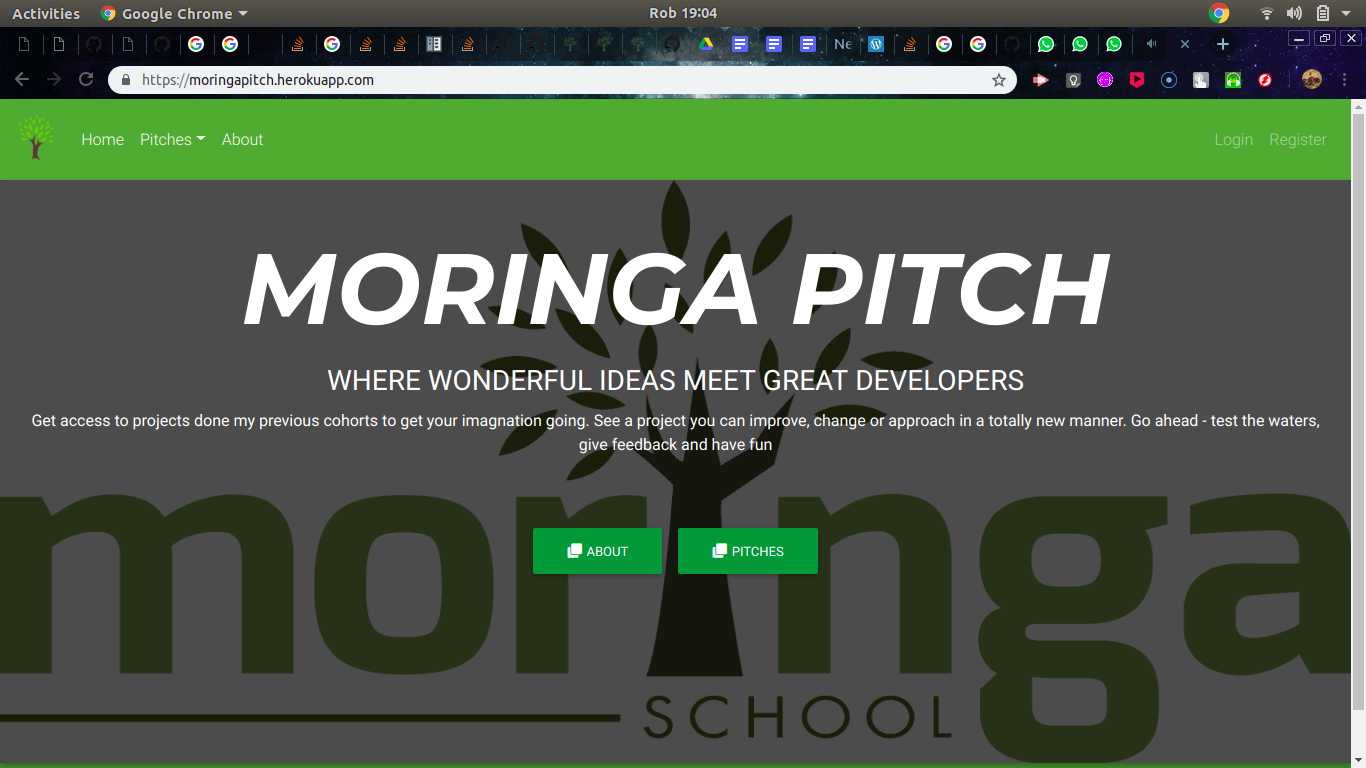 Activities Google Chrome Rob 19:04
Ne
https://moringapitch.herokuapp.com
Home Pitches About Login Register
MORINGA PITCH
WHERE WONDERFUL IDEAS MEET GREAT DEVELOPERS
Get access to projects done my previous cohorts to get your imagnation going. See a project you can improve, change or approach in a totally new manner. Go ahead - test the waters,
give feedback and have fun
moringa
ABOUT PITCHES
SCHOOL